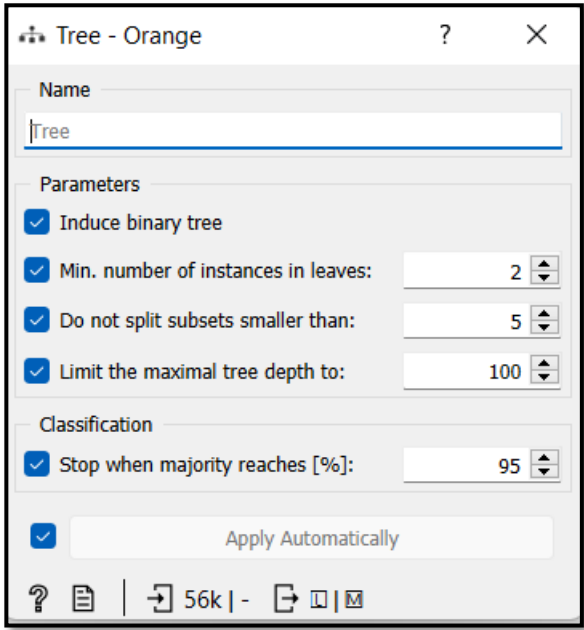 Tree - Orange ? ×
Name
Tree
Parameters
Induce binary tree
Min. number of instances in leaves: 2
Do not split subsets smaller than: 5
Limit the maximal tree depth to: 100
Classification
Stop when majority reaches [%]: 95
Apply Automatically
? 56k | - L | M